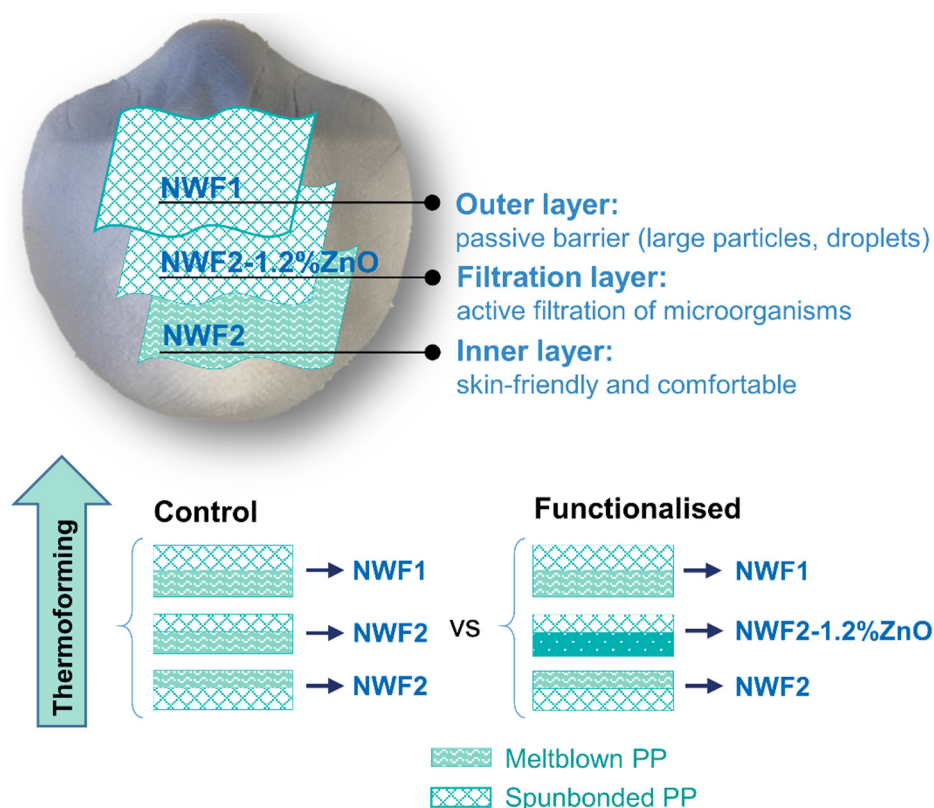 NWF1
Outer layer:
passive barrier (large particles, droplets)
NWF2-1.2%ZnO
Filtration layer:
active filtration of microorganisms
NWF2
Inner layer:
skin-friendly and comfortable
Thermoforming
Control
Functionalised
NWF1
NWF1
NWF2
vs
NWF2-1.2%ZnO
NWF2
NWF2
Meltblown PP
Spunbonded PP